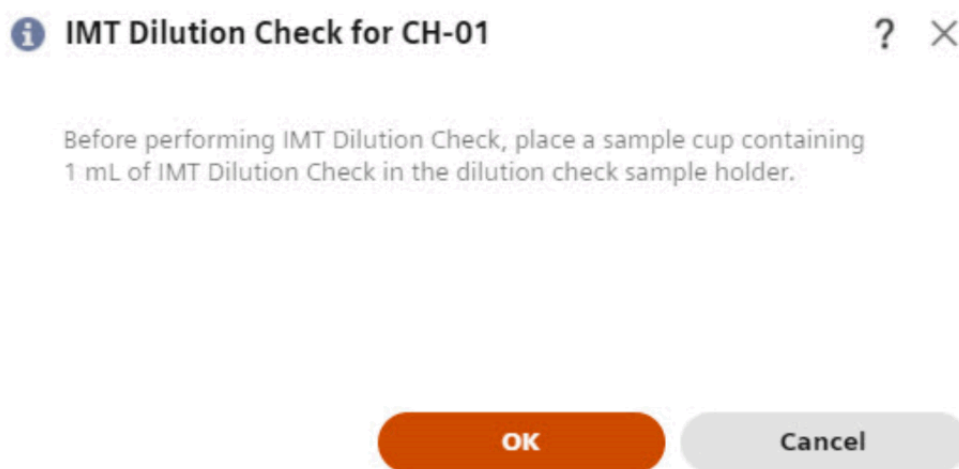 IMT Dilution Check for CH-01 ?
Before performing IMT Dilution Check, place a sample cup containing
1 mL of IMT Dilution Check in the dilution check sample holder.
OK Cancel